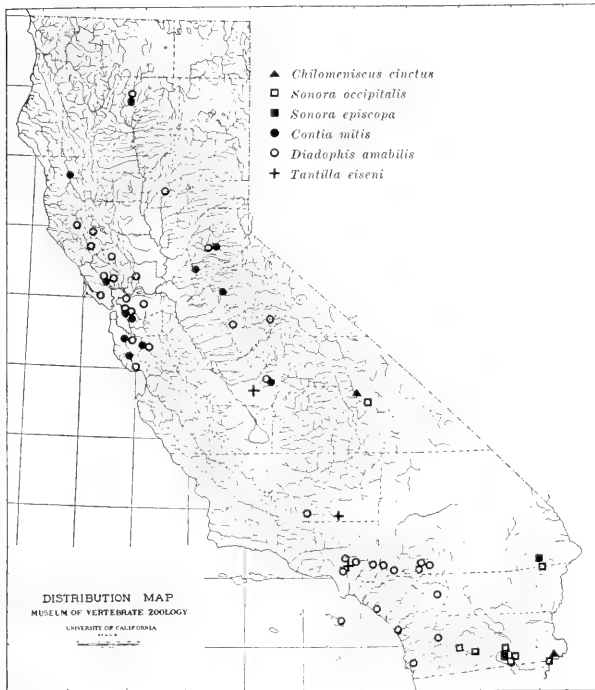 Chilomeniscus cinctus
Sonora occipitalis
Sonora episcopa
Contia mitis
Diadophis amabilis
Tantilla eiseni
DISTRIBUTION MAP
MUSEUM OF VERTEBRATE ZOOLOGY
UNIVERSITY OF CALIFORNIA